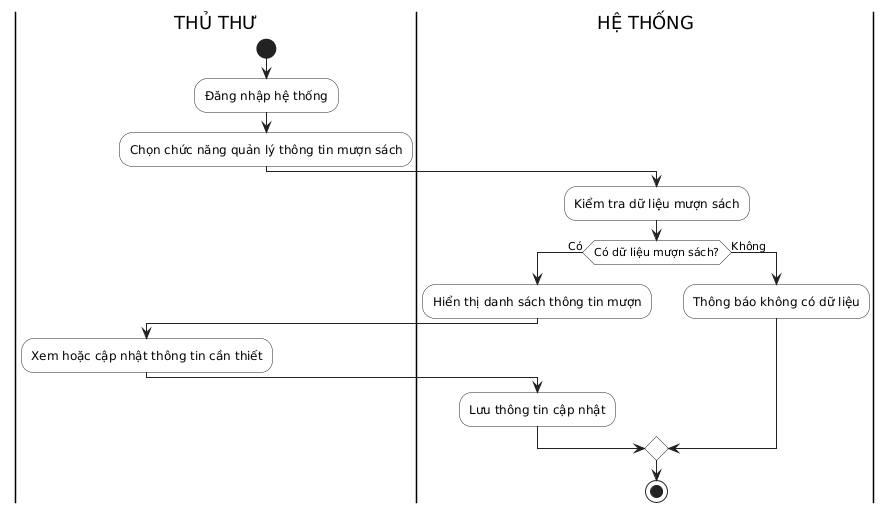 THỦ THƯ
HỆ THỐNG
Đăng nhập hệ thống
Chọn chức năng quản lý thông tin mượn sách
Kiểm tra dữ liệu mượn sách
Có dữ liệu mượn sách?
Có
Không
Hiển thị danh sách thông tin mượn
Thông báo không có dữ liệu
Xem hoặc cập nhật thông tin cần thiết
Lưu thông tin cập nhật